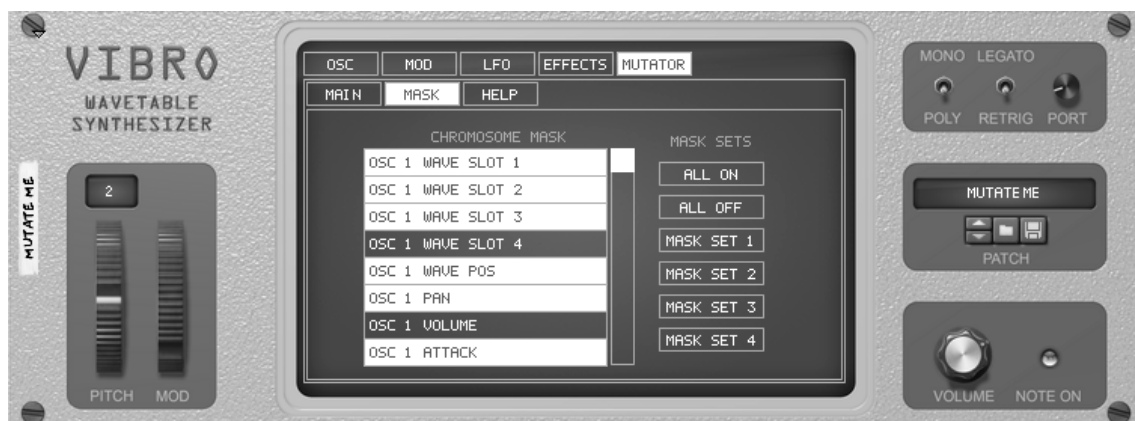 VIBRO
WAVETABLE
SYNTHESIZER
MUTATE ME
2
PITCH MOD
OSC MOD LFO EFFECTS MUTATOR
MAIN MASK HELP
CHROMOSOME MASK
OSC 1 WAVE SLOT 1
OSC 1 WAVE SLOT 2
OSC 1 WAVE SLOT 3
OSC 1 WAVE SLOT 4
OSC 1 WAVE POS
OSC 1 PAN
OSC 1 VOLUME
OSC 1 ATTACK
MASK SETS
ALL ON
ALL OFF
MASK SET 1
MASK SET 2
MASK SET 3
MASK SET 4
MONO LEGATO
POLY RETRIG PORT
MUTATE ME
PATCH
VOLUME NOTE ON